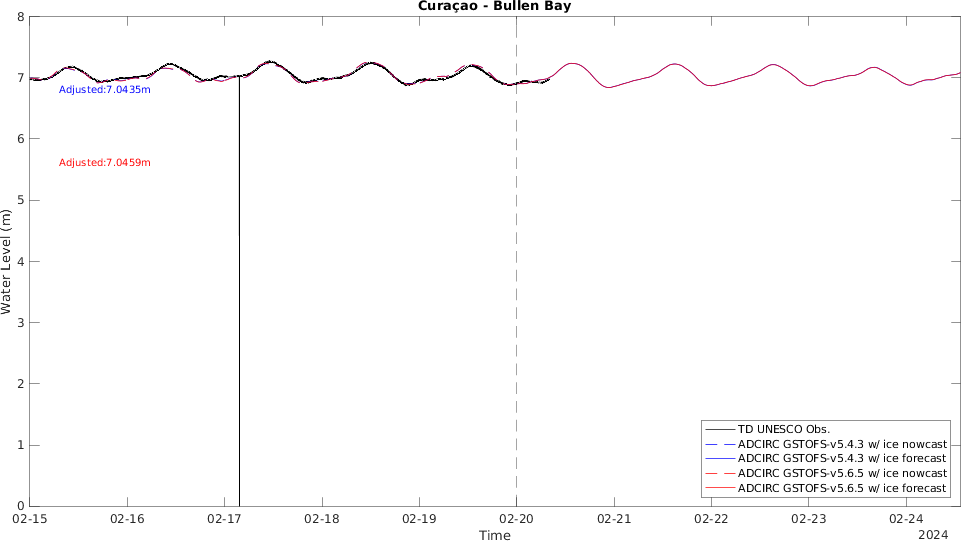 Curaçao - Bullen Bay
8
7
6
5
4
3
2
1
0
Water Level (m)
Adjusted:7.0435m
Adjusted:7.0459m
TD UNESCO Obs.
ADCIRC GSTOFS-v5.4.3 w/ ice nowcast
ADCIRC GSTOFS-v5.4.3 w/ ice forecast
ADCIRC GSTOFS-v5.6.5 w/ ice nowcast
ADCIRC GSTOFS-v5.6.5 w/ ice forecast
02-15 02-16 02-17 02-18 02-19 02-20 02-21 02-22 02-23 02-24
Time
2024